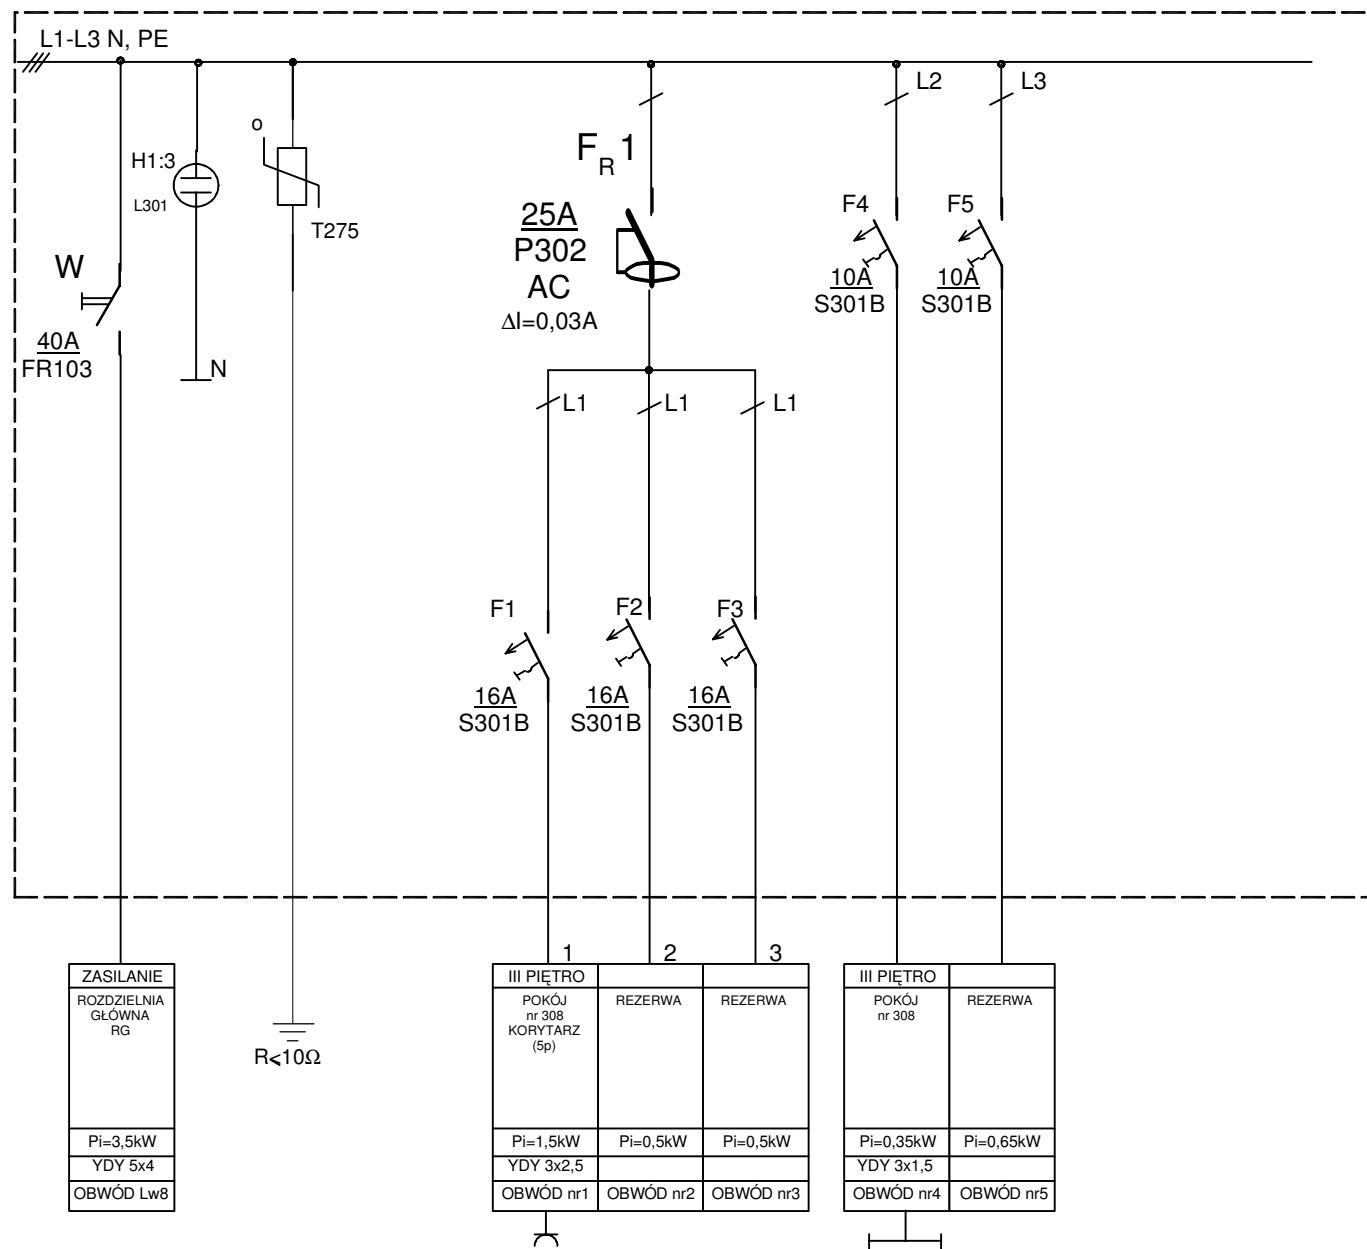 L1-L3 N, PE
L2
L3
o
H1:3
L301
T275
F_R 1
25A
P302
AC
ΔI=0,03A
F4
F5
10A
S301B
10A
S301B
W
40A
FR103
N
L1
L1
L1
F1
F2
F3
16A
S301B
16A
S301B
16A
S301B
1
2
3
ZASILANIE
ROZDZIELNIA
GŁÓWNA
RG
Pi=3,5kW
YDY 5x4
OBWÓD Lw8
R<10Ω
III PIĘTRO
POKÓJ
nr 308
KORYTARZ
(5p)
REZERWA
REZERWA
Pi=1,5kW
Pi=0,5kW
Pi=0,5kW
YDY 3x2,5
OBWÓD nr1
OBWÓD nr2
OBWÓD nr3
III PIĘTRO
POKÓJ
nr 308
REZERWA
Pi=0,35kW
Pi=0,65kW
YDY 3x1,5
OBWÓD nr4
OBWÓD nr5